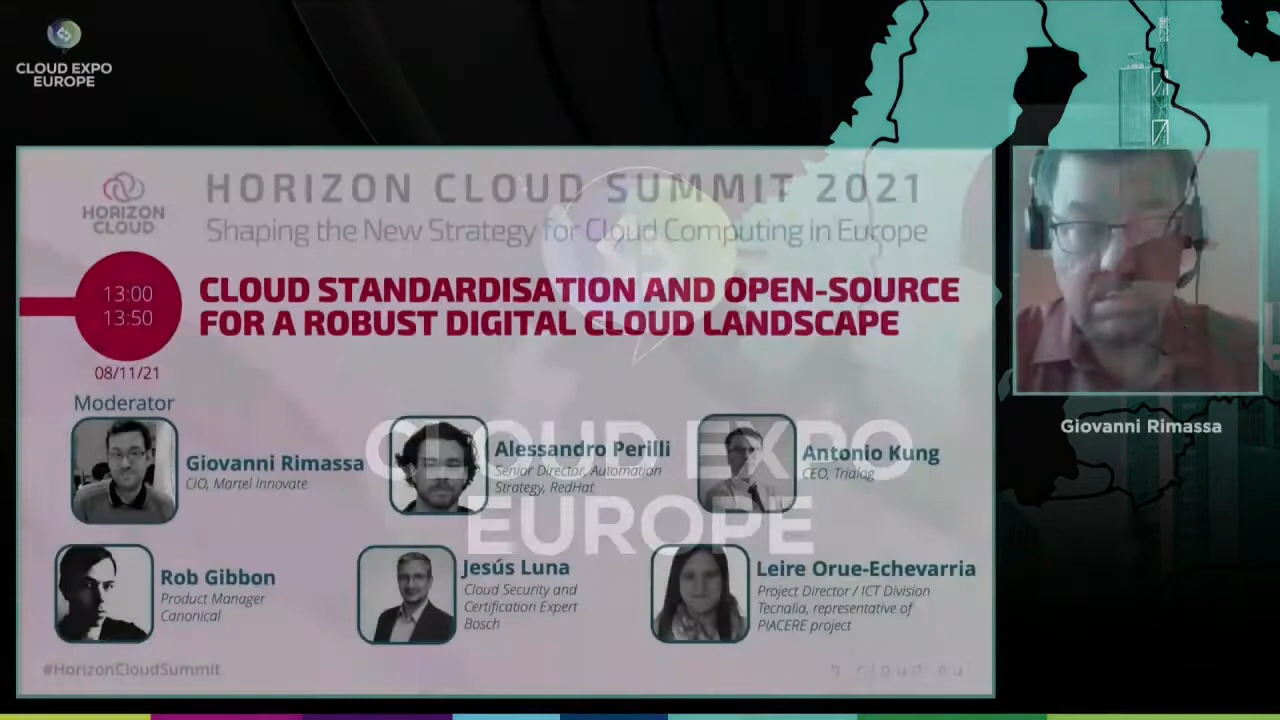 CLOUD EXPO
EUROPE
HORIZON
CLOUD
HORIZON CLOUD SUMMIT 2021
Shaping the New Strategy for Cloud Computing in Europe
13:00
13:50
08/11/21
CLOUD STANDARDISATION AND OPEN-SOURCE
FOR A ROBUST DIGITAL CLOUD LANDSCAPE
Moderator
Giovanni Rimassa
CIO, Martel Innovate
Alessandro Perilli
Senior Director, Automation
Strategy, RedHat
Antonio Kung
CEO, Trialog
CLOUD EXPO
EUROPE
Rob Gibbon
Product Manager
Canonical
Jesús Luna
Cloud Security and
Certification Expert
Bosch
Leire Orue-Echevarria
Project Director / ICT Division
Tecnalia, representative of
PIACERE project
#HorizonCloudSummit
Giovanni Rimassa